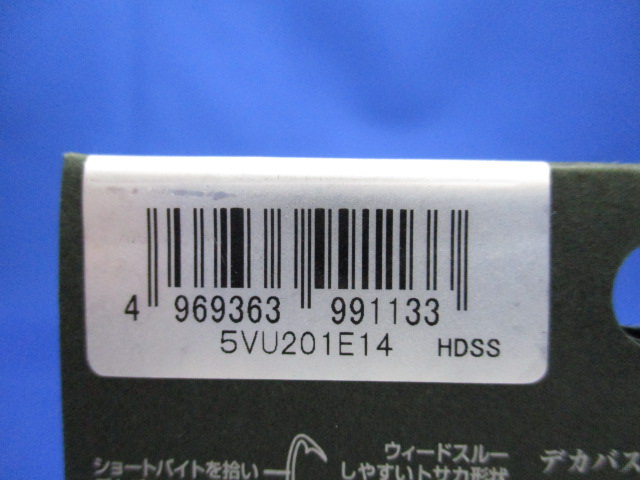 4 969363 991133
5VU201E14 HDSS
ショートバイトを拾い
ウィードスルー
しやすいトサカ形状
デカバス